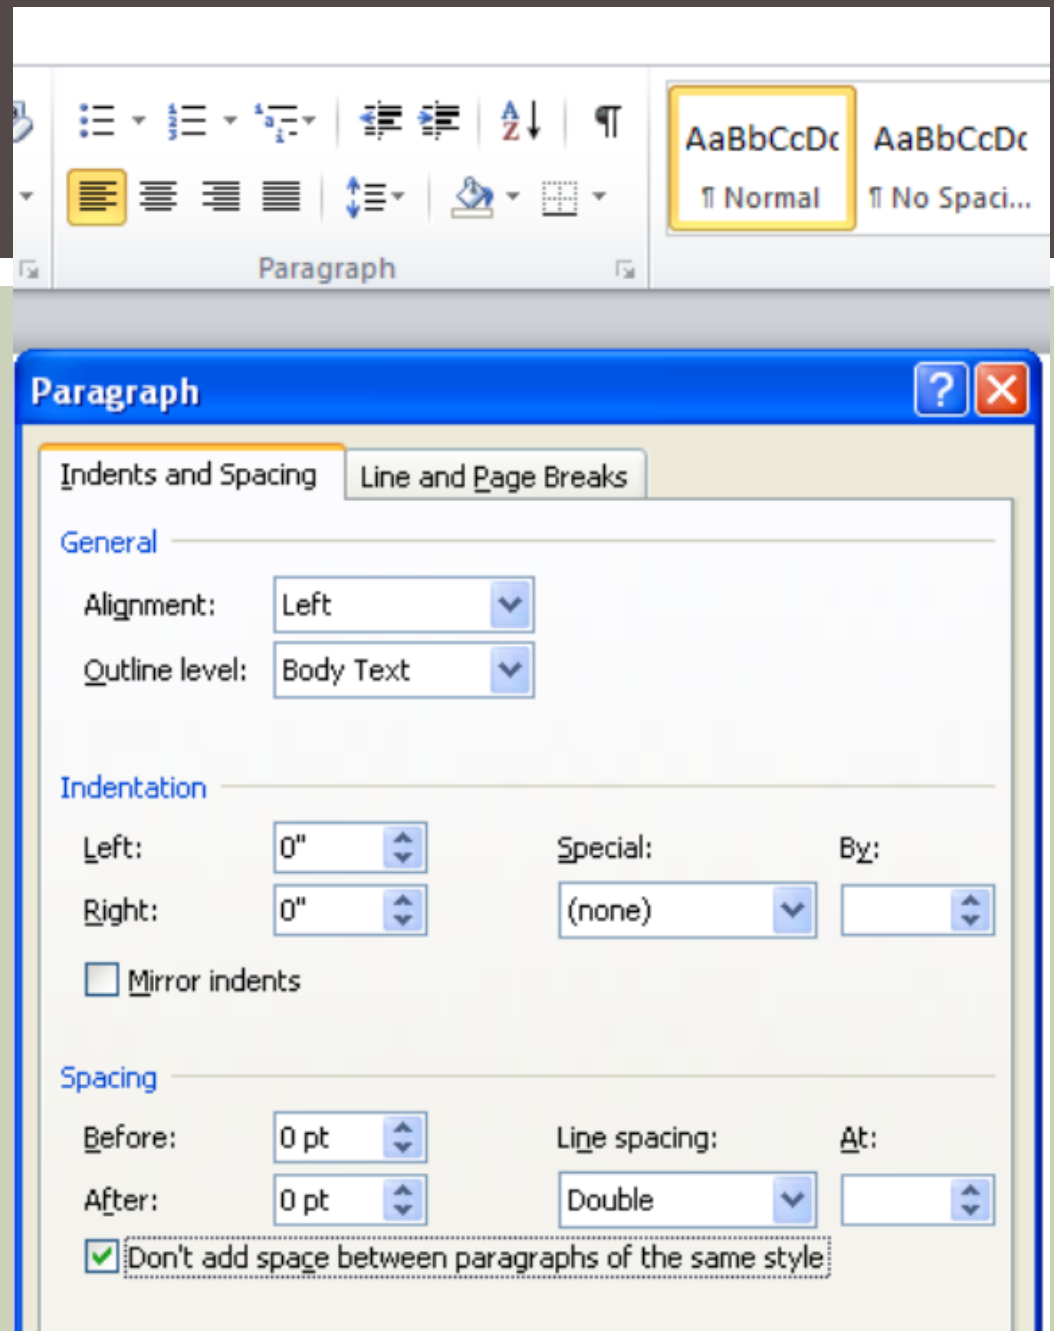 AaBbCcDc AaBbCcDc
¶ Normal ¶ No Spaci...
Paragraph
Paragraph
Indents and Spacing Line and Page Breaks
General
Alignment: Left
Outline level: Body Text
Indentation
Left: 0" Special: By:
Right: 0" (none)
Mirror indents
Spacing
Before: 0 pt Line spacing: At:
After: 0 pt Double
Don't add space between paragraphs of the same style